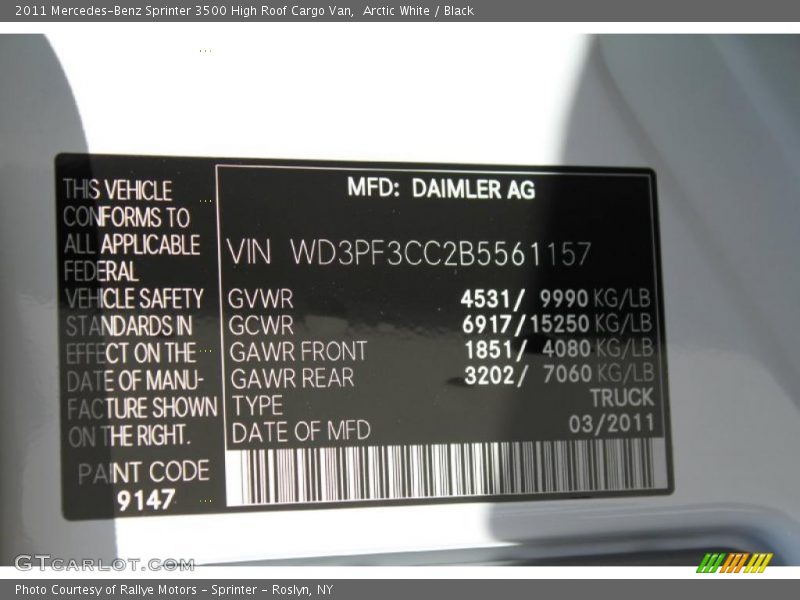 2011 Mercedes-Benz Sprinter 3500 High Roof Cargo Van,  Arctic White / Black
THIS VEHICLE
CONFORMS TO
ALL APPLICABLE
FEDERAL
VEHICLE SAFETY
STANDARDS IN
EFFECT ON THE
DATE OF MANU-
FACTURE SHOWN
ON THE RIGHT.
PAINT CODE
9147
MFD: DAIMLER AG
VIN WD3PF3CC2B5561157
GVWR 4531/ 9990 KG/LB
GCWR 6917/15250 KG/LB
GAWR FRONT 1851/ 4080 KG/LB
GAWR REAR 3202/ 7060 KG/LB
TYPE TRUCK
DATE OF MFD 03/2011
GTcarlot.com
Photo Courtesy of Rallye Motors - Sprinter - Roslyn, NY